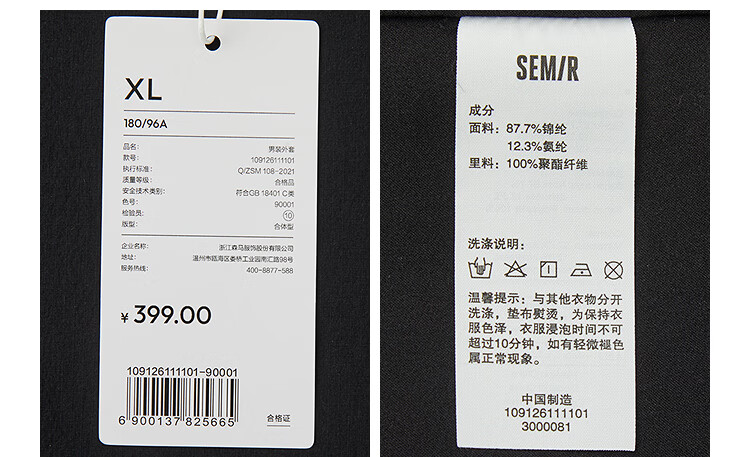 XL
180/96A
品名： 男装外套
款号： 109126111101
执行标准： Q/ZSM 108-2021
质量等级： 合格品
安全技术类别： 符合GB 18401 C类
色号： 90001
检验员： 10
版型： 合体型
企业名称： 浙江森马服饰股份有限公司
地址： 温州市瓯海区娄桥工业园南汇路98号
服务热线： 400-8877-588
¥ 399.00
109126111101-90001
6 900137 825665
合格证
SEMIR
成分
面料：87.7%锦纶
12.3%氨纶
里料：100%聚酯纤维
洗涤说明：
温馨提示：与其他衣物分开
洗涤，垫布熨烫，为保持衣
服色泽，衣服浸泡时间不可
超过10分钟，如有轻微褪色
属正常现象。
中国制造
109126111101
3000081